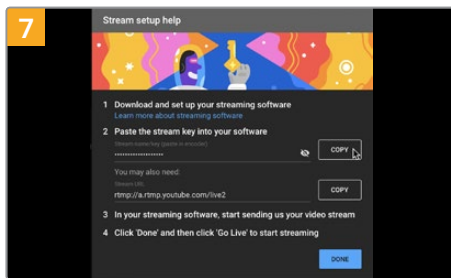 7
Stream setup help
1 Download and set up your streaming software
Learn more about streaming software
2 Paste the stream key into your software
Stream name/key (paste in encoder)
••••••••••••••••••• COPY
You may also need:
Stream URL
rtmp://a.rtmp.youtube.com/live2 COPY
3 In your streaming software, start sending us your video stream
4 Click 'Done' and then click 'Go Live' to start streaming
DONE